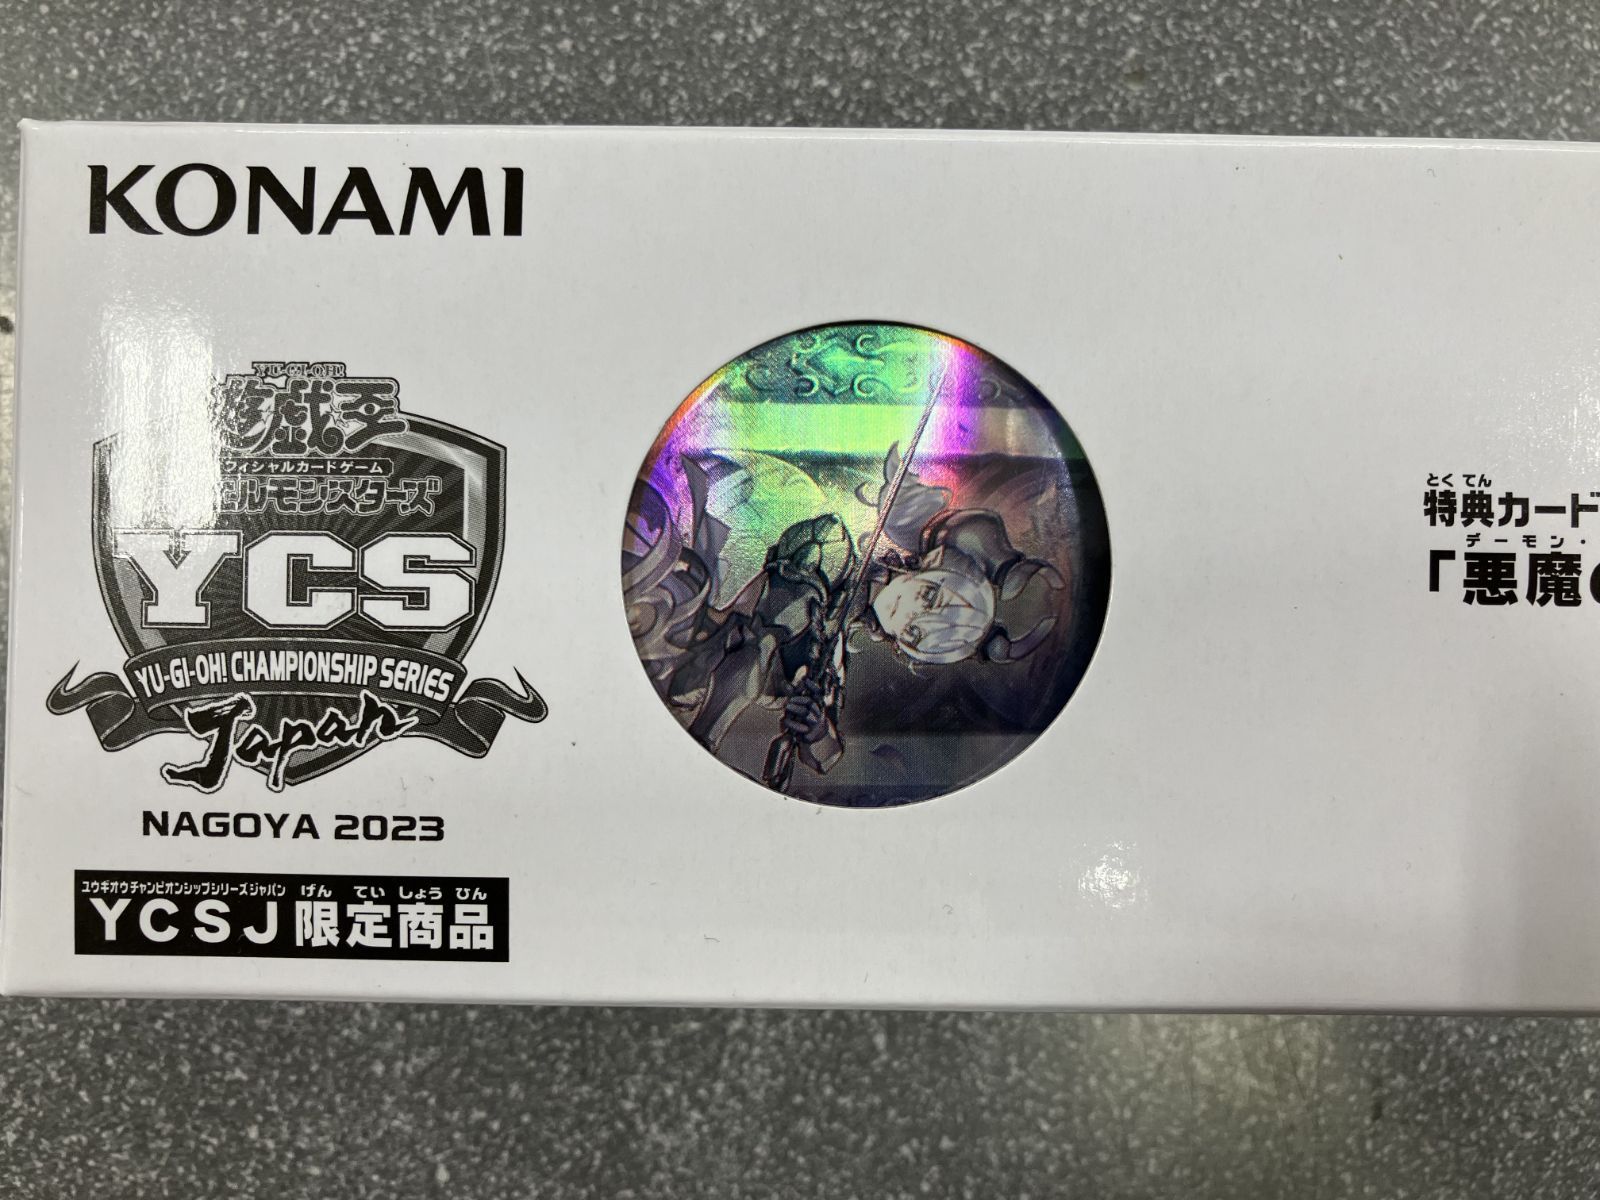 KONAMI
YU-GI-OH!
遊戯王
フィシャルカードゲーム
モンスターズ
YCS
YU-GI-OH! CHAMPIONSHIP SERIES
Japan
NAGOYA 2023
ユウギオウチャンピオンシップシリーズジャパン げん てい しょう ひん
YCSJ限定商品
とく てん
特典カード
デーモン・
「悪魔